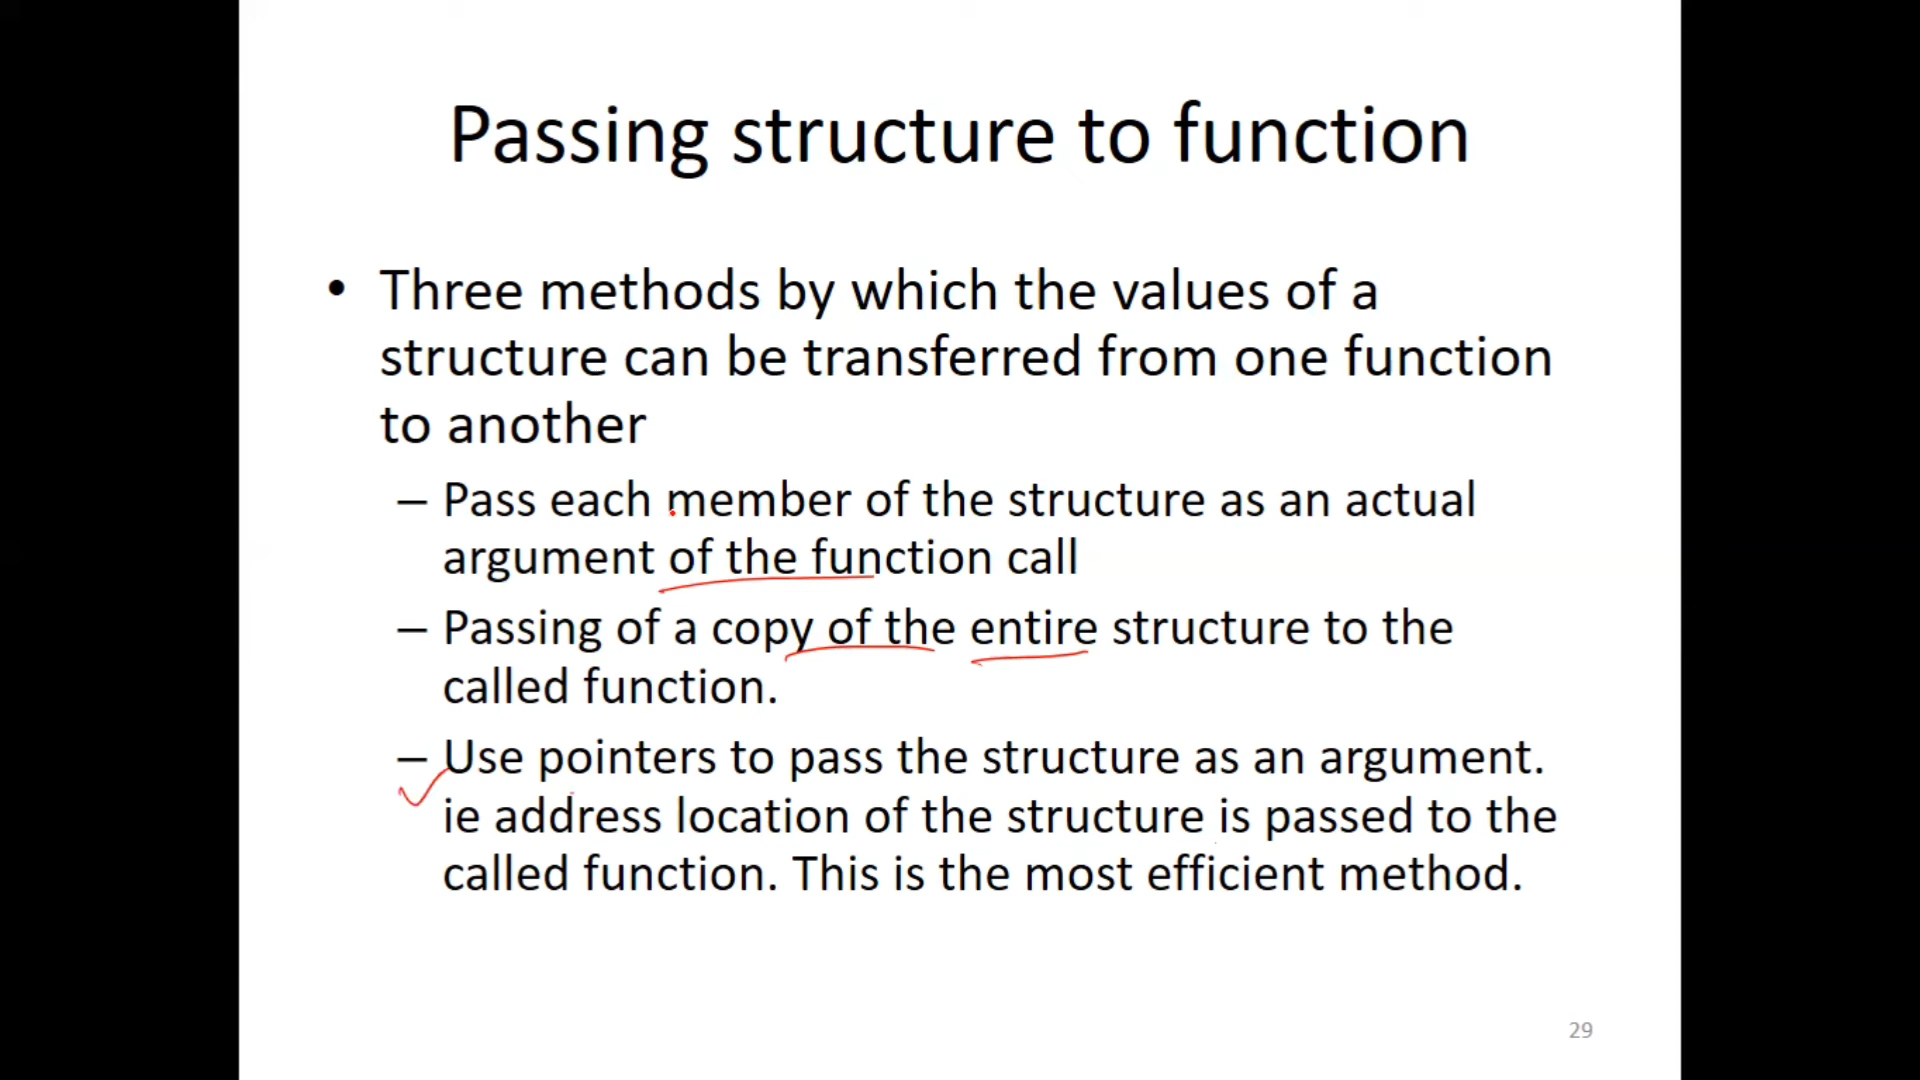 Passing structure to function
• Three methods by which the values of a
structure can be transferred from one function
to another
– Pass each member of the structure as an actual
argument of the function call
– Passing of a copy of the entire structure to the
called function.
– Use pointers to pass the structure as an argument.
ie address location of the structure is passed to the
called function. This is the most efficient method.
29